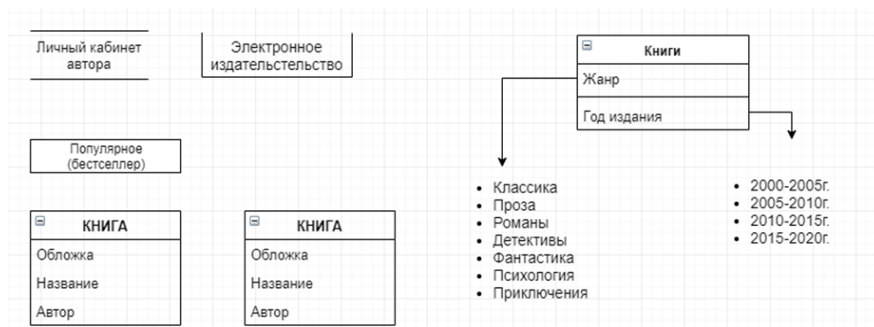 Личный кабинет
автора
Электронное
издательстельство
Популярное
(бестселлер)
КНИГА
Обложка
Название
Автор
КНИГА
Обложка
Название
Автор
Книги
Жанр
Год издания
• Классика
• Проза
• Романы
• Детективы
• Фантастика
• Психология
• Приключения
• 2000-2005г.
• 2005-2010г.
• 2010-2015г.
• 2015-2020г.